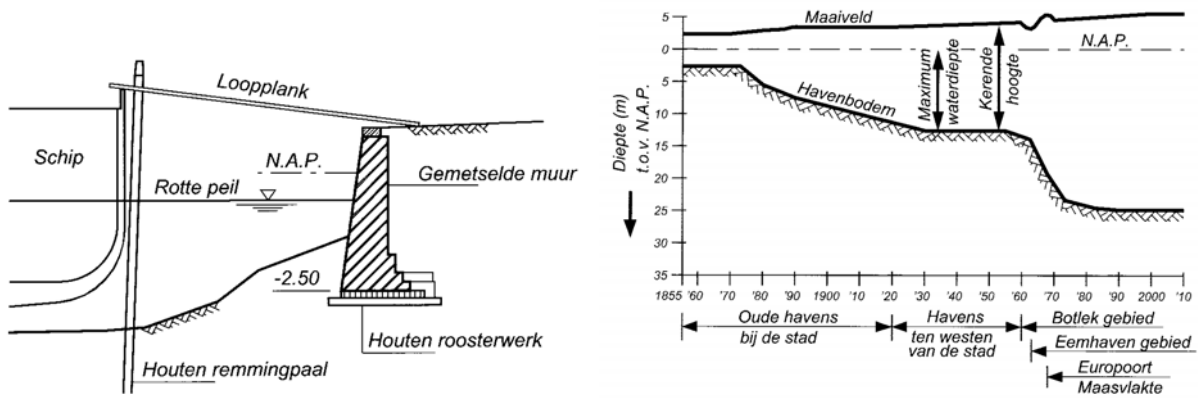 Loopplank
Schip
N.A.P.
Gemetselde muur
Rotte peil
-2.50
Houten roosterwerk
Houten remmingpaal
Diepte (m)
t.o.v. N.A.P.
5
0
5
10
15
20
25
30
35
Maaiveld
N.A.P.
Havenbodem
Maximum
waterdiepte
Kerende
hoogte
1855 '60 '70 '80 '90 1900 '10 '20 '30 '40 '50 '60 '70 '80 '90 2000 '10
Oude havens
bij de stad
Havens
ten westen
van de stad
Botlek gebied
Eemhaven gebied
Europoort
Maasvlakte